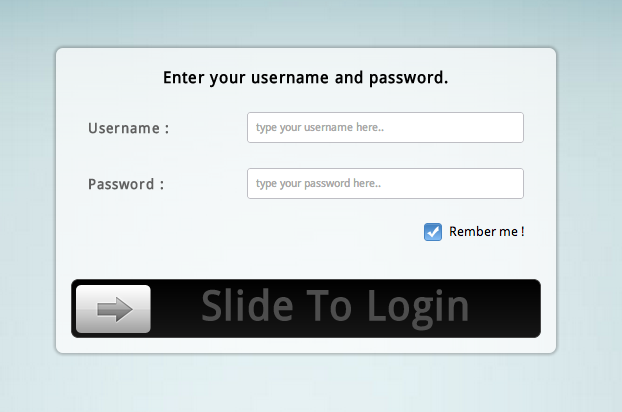 Enter your username and password.
Username :
type your username here..
Password :
type your password here..
Rember me !
Slide To Login